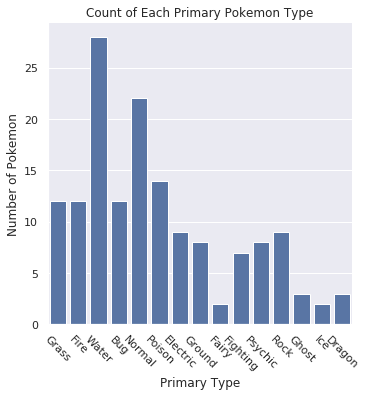 Count of Each Primary Pokemon Type
Number of Pokemon
25
20
15
10
5
0
Grass
Fire
Water
Bug
Normal
Poison
Electric
Ground
Fairy
Fighting
Psychic
Rock
Ghost
Ice
Dragon
Primary Type